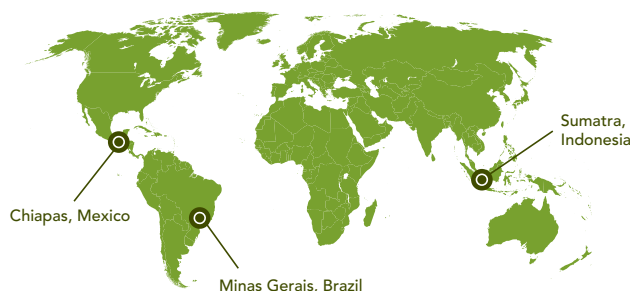 Sumatra,
Indonesia
Chiapas, Mexico
Minas Gerais, Brazil